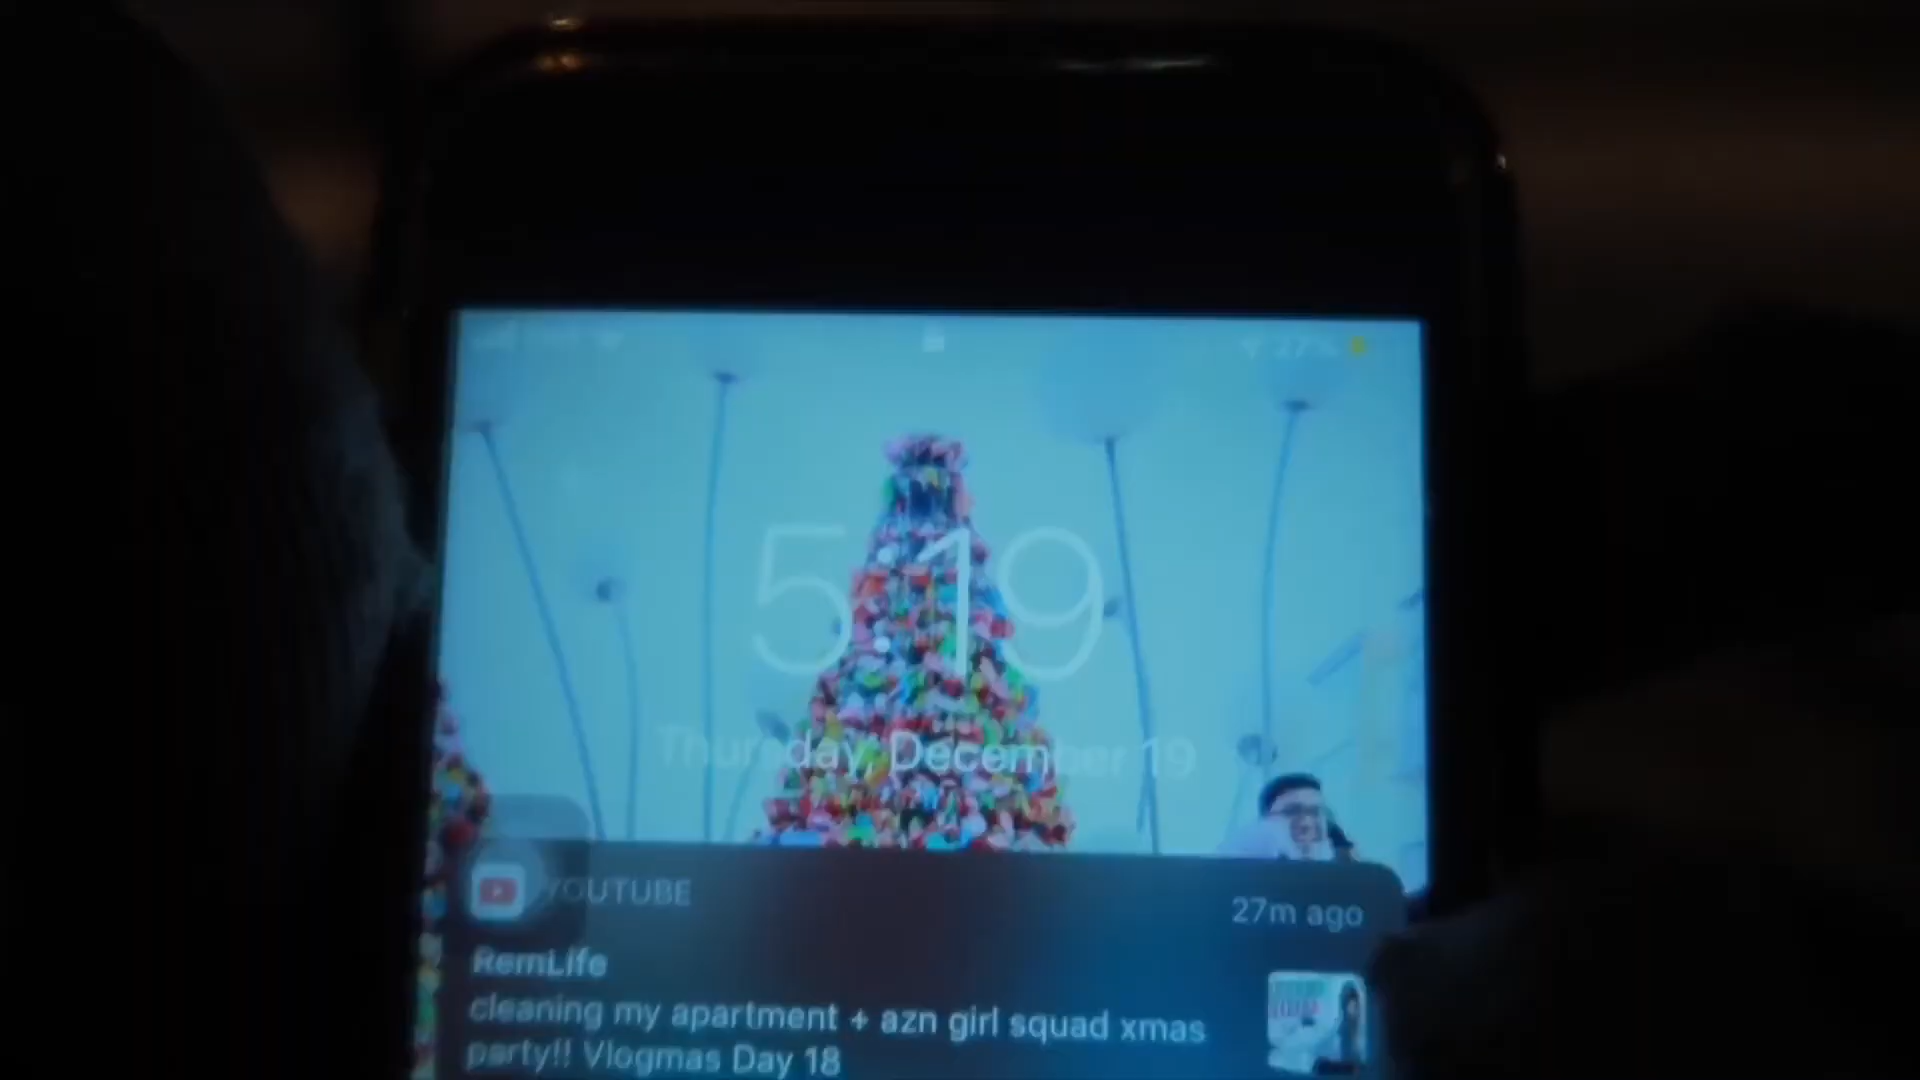 27%
5:19
Thursday, December 19
YOUTUBE
27m ago
RemLife
cleaning my apartment + azn girl squad xmas
party!! Vlogmas Day 18